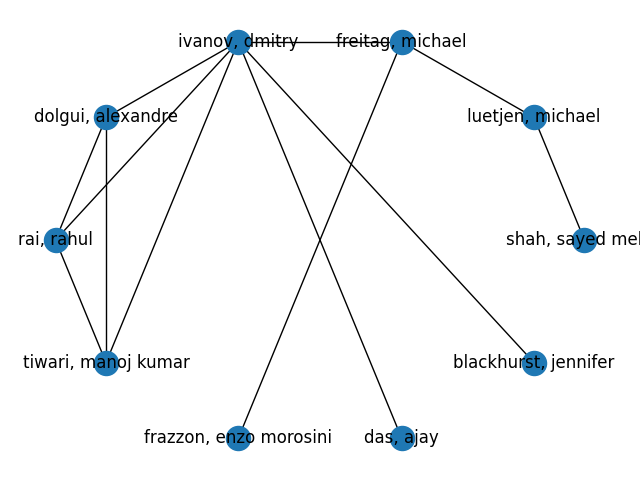 ivanov, dmitry
freitag, michael
dolgui, alexandre
luetjen, michael
rai, rahul
shah, sayed
tiwari, manoj kumar
blackhurst, jennifer
frazzon, enzo morosini
das, ajay